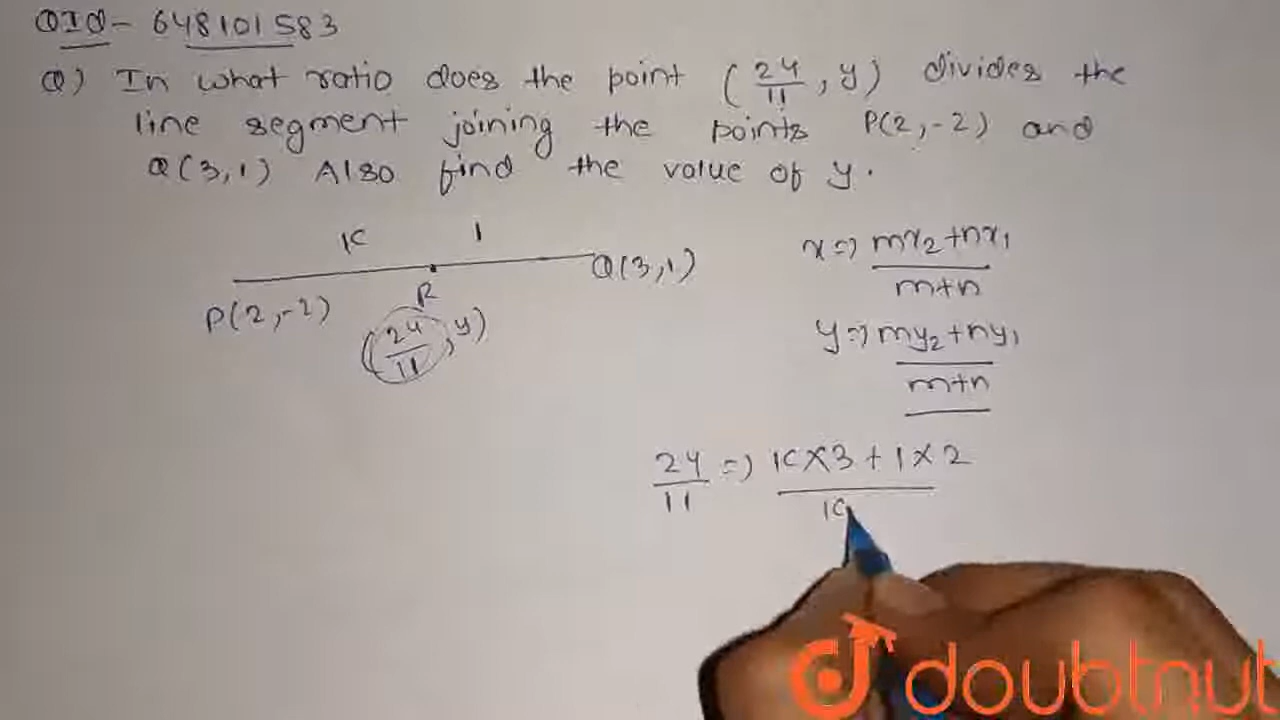 QID- 648101583
Q) In what ratio does the point (24/11, y) divides the
line segment joining the points P(2,-2) and
Q(3,1) Also find the value of y.
K 1
P(2,-2) R Q(3,1)
(24/11, y)
x=> mx₂+nx₁/m+n
y=> my₂+ny₁/m+n
24/11 => K×3+1×2/K
doubtnut